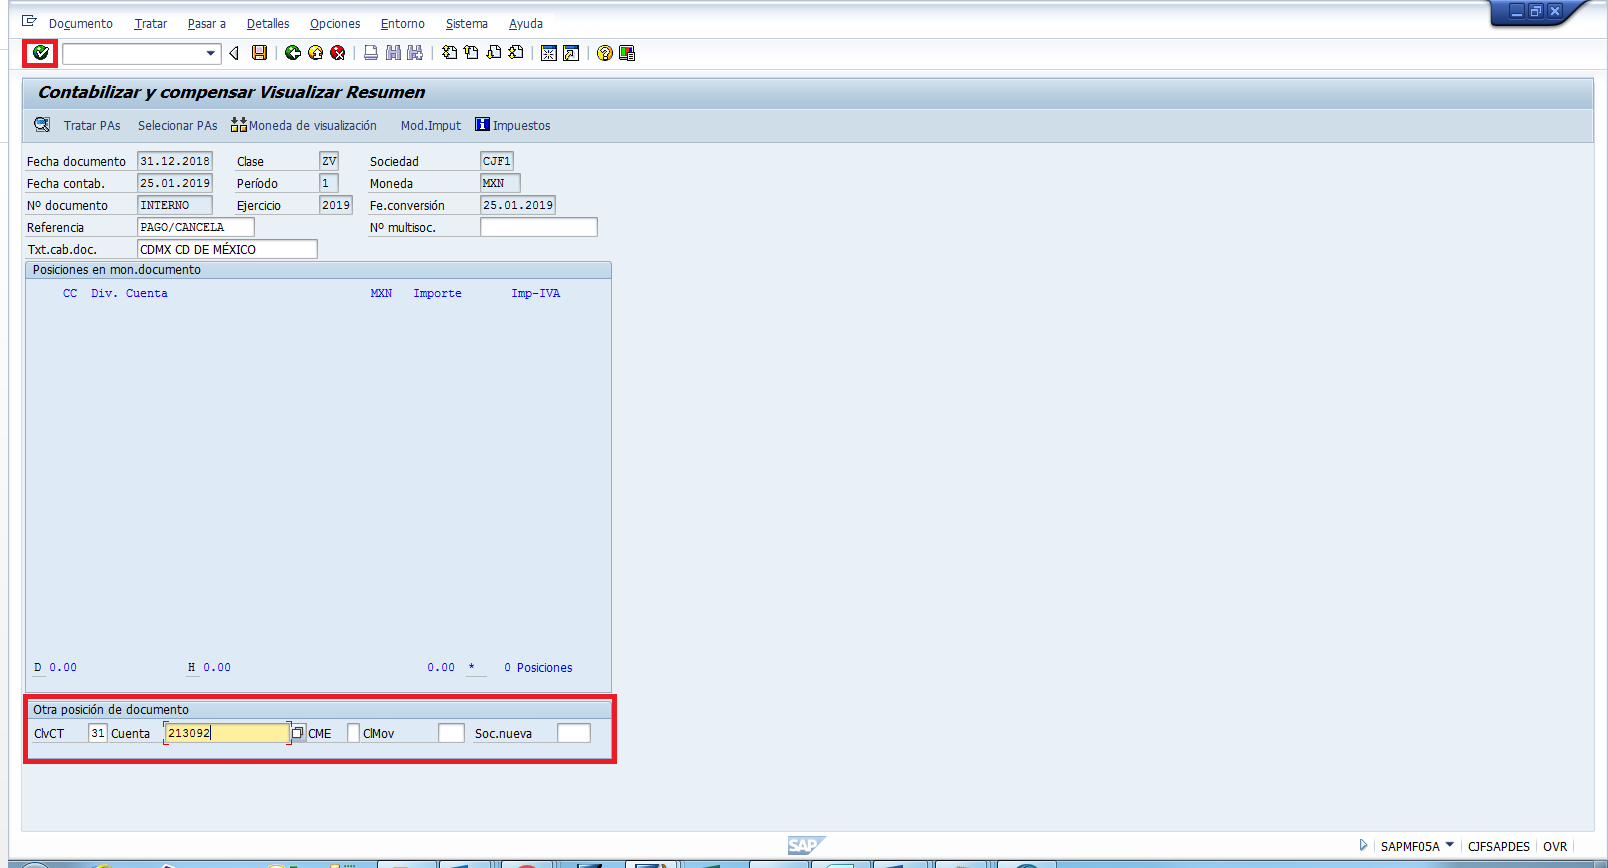 Documento Tratar Pasar a Detalles Opciones Entorno Sistema Ayuda
Contabilizar y compensar Visualizar Resumen
Tratar PAs Selecionar PAs Moneda de visualización Mod.Imput Impuestos
Fecha documento 31.12.2018 Clase ZV Sociedad CJF1
Fecha contab. 25.01.2019 Período 1 Moneda MXN
Nº documento INTERNO Ejercicio 2019 Fe.conversión 25.01.2019
Referencia PAGO/CANCELA Nº multisoc.
Txt.cab.doc. CDMX CD DE MÉXICO
Posiciones en mon.documento
CC Div. Cuenta MXN Importe Imp-IVA
D 0.00 H 0.00 0.00 * 0 Posiciones
Otra posición de documento
ClvCT 31 Cuenta 213092 CME ClMov Soc.nueva
SAP SAPMF05A CJFSAPDES OVR